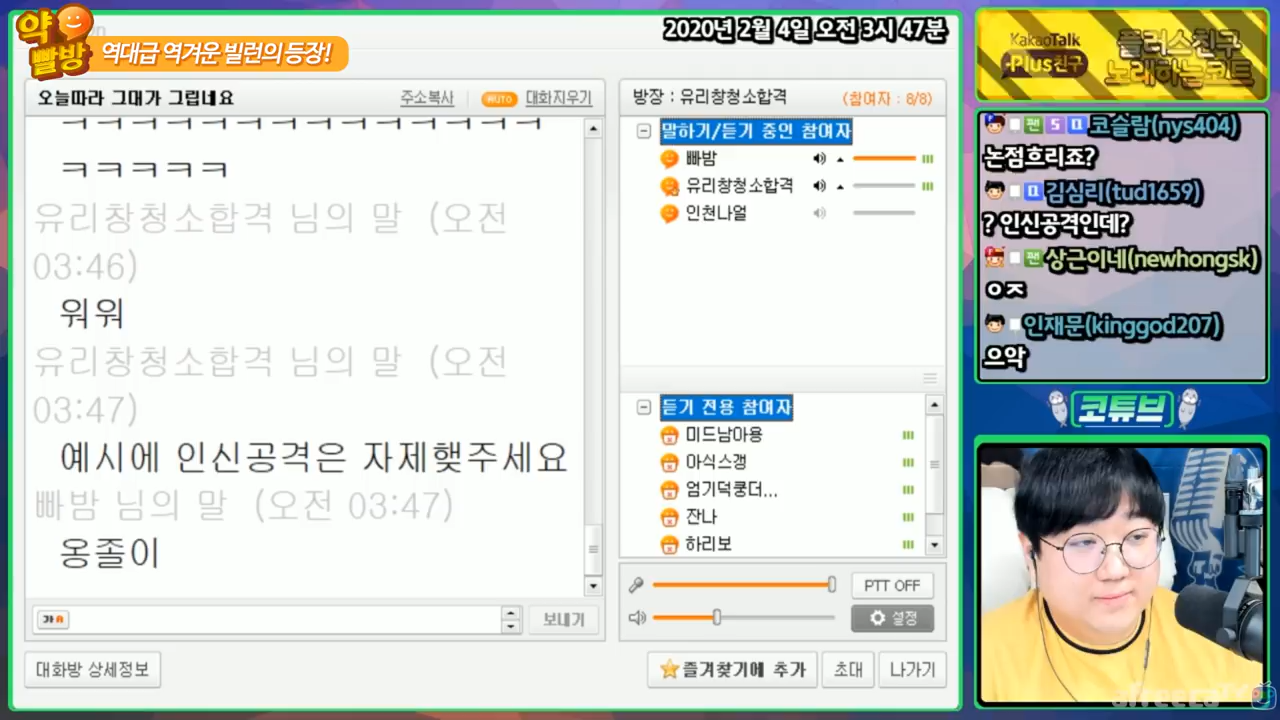 약빨방
역대급 역겨운 빌런의 등장!
2020년 2월 4일 오전 3시 47분
오늘따라 그대가 그립네요
주소복사
AUTO
대화지우기
ㅋㅋㅋㅋㅋㅋㅋㅋㅋㅋㅋㅋㅋㅋ
ㅋㅋㅋㅋㅋ
유리창청소합격 님의 말 (오전
03:46)
워워
유리창청소합격 님의 말 (오전
03:47)
예시에 인신공격은 자제햊주세요
빠밤 님의 말 (오전 03:47)
옹졸이
가A
보내기
대화방 상세정보
방장 : 유리창청소합격
(참여자 : 8/8)
말하기/듣기 중인 참여자
빠밤
유리창청소합격
인천나얼
듣기 전용 참여자
미드남아용
아식스갱
엄기덕쿵더...
잔나
하리보
PTT OFF
설정
즐겨찾기에 추가
초대
나가기
KakaoTalk
Plus친구
플러스친구
노래하는코트
팬 S Q 코슬람(nys404)
논점흐리죠?
Q 김심리(tud1659)
? 인신공격인데?
팬 상근이네(newhongsk)
ㅇㅈ
인재문(kinggod207)
으악
코튜브
afreecaTV